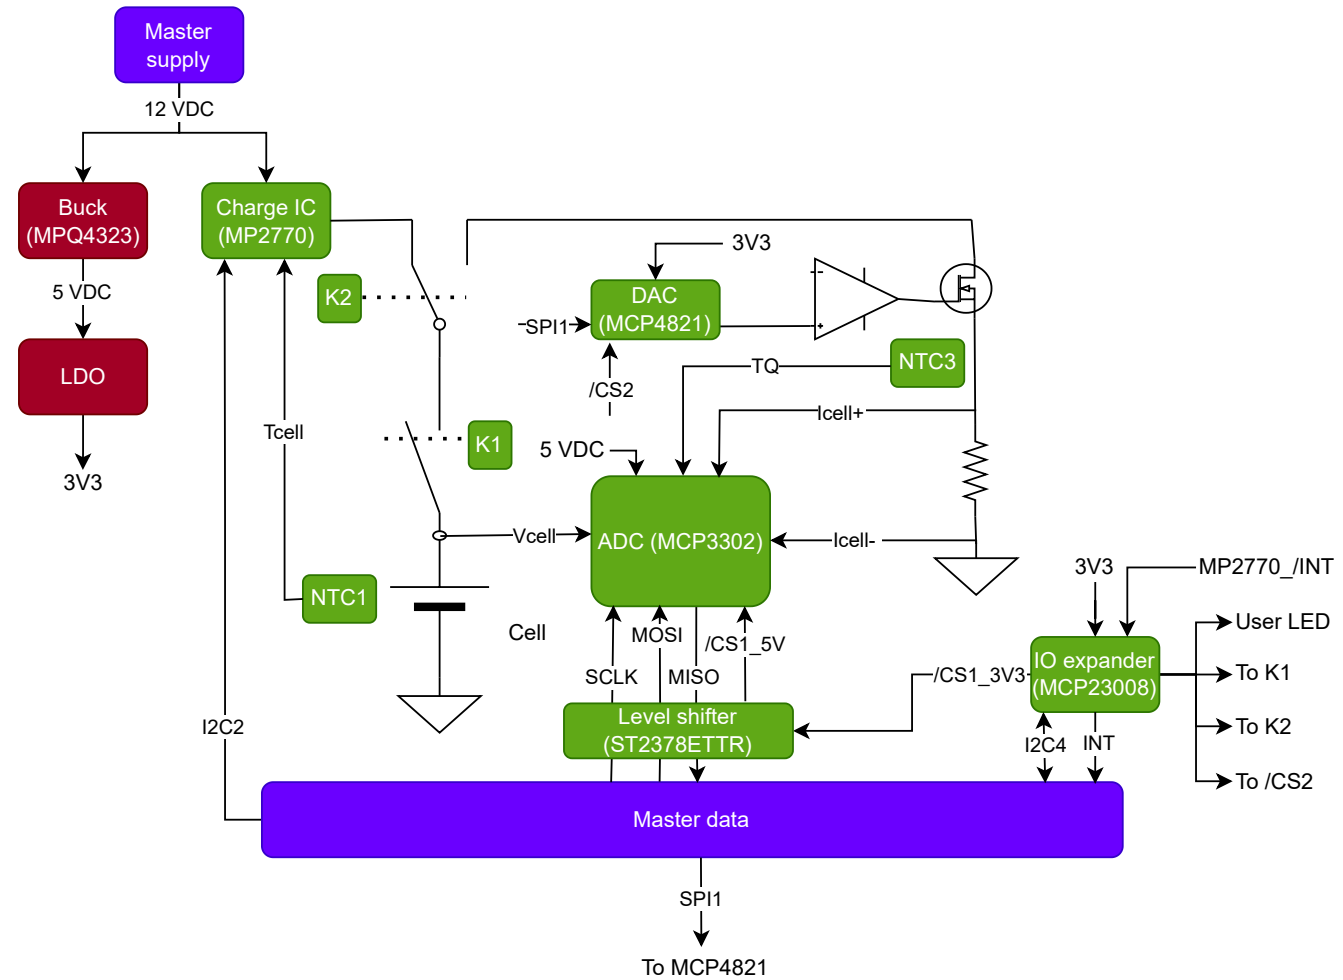 Master
supply
12 VDC
Buck
(MPQ4323)
Charge IC
(MP2770)
5 VDC
LDO
3V3
K2
Tcell
K1
NTC1
I2C2
3V3
DAC
(MCP4821)
SPI1
/CS2
TQ
NTC3
Icell+
5 VDC
Vcell
ADC (MCP3302)
Icell-
Cell
MOSI
/CS1_5V
SCLK
MISO
Level shifter
(ST2378ETTR)
3V3
MP2770_/INT
IO expander
(MCP23008)
/CS1_3V3
User LED
To K1
To K2
To /CS2
I2C4
INT
Master data
SPI1
To MCP4821